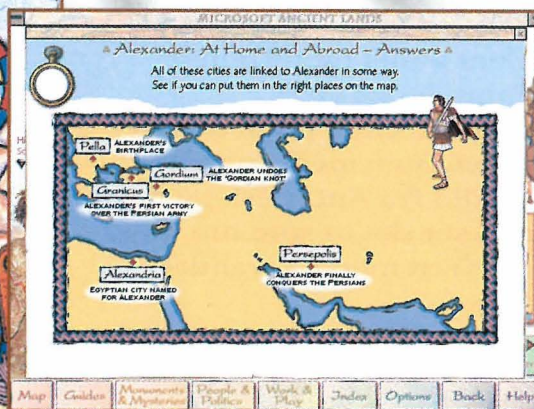 MICROSOFT ANCIENT LANDS
Alexander: At Home and Abroad – Answers
All of these cities are linked to Alexander in some way.
See if you can put them in the right places on the map.
Pella
ALEXANDER'S
BIRTHPLACE
Gordium
ALEXANDER UNDOES
THE 'GORDIAN KNOT'
Granicus
ALEXANDER'S FIRST VICTORY
OVER THE PERSIAN ARMY
Alexandria
EGYPTIAN CITY NAMED
FOR ALEXANDER
Persepolis
ALEXANDER FINALLY
CONQUERS THE PERSIANS
Map
Guides
Monuments
& Mysteries
People &
Politics
Work &
Play
Index
Options
Back
Help